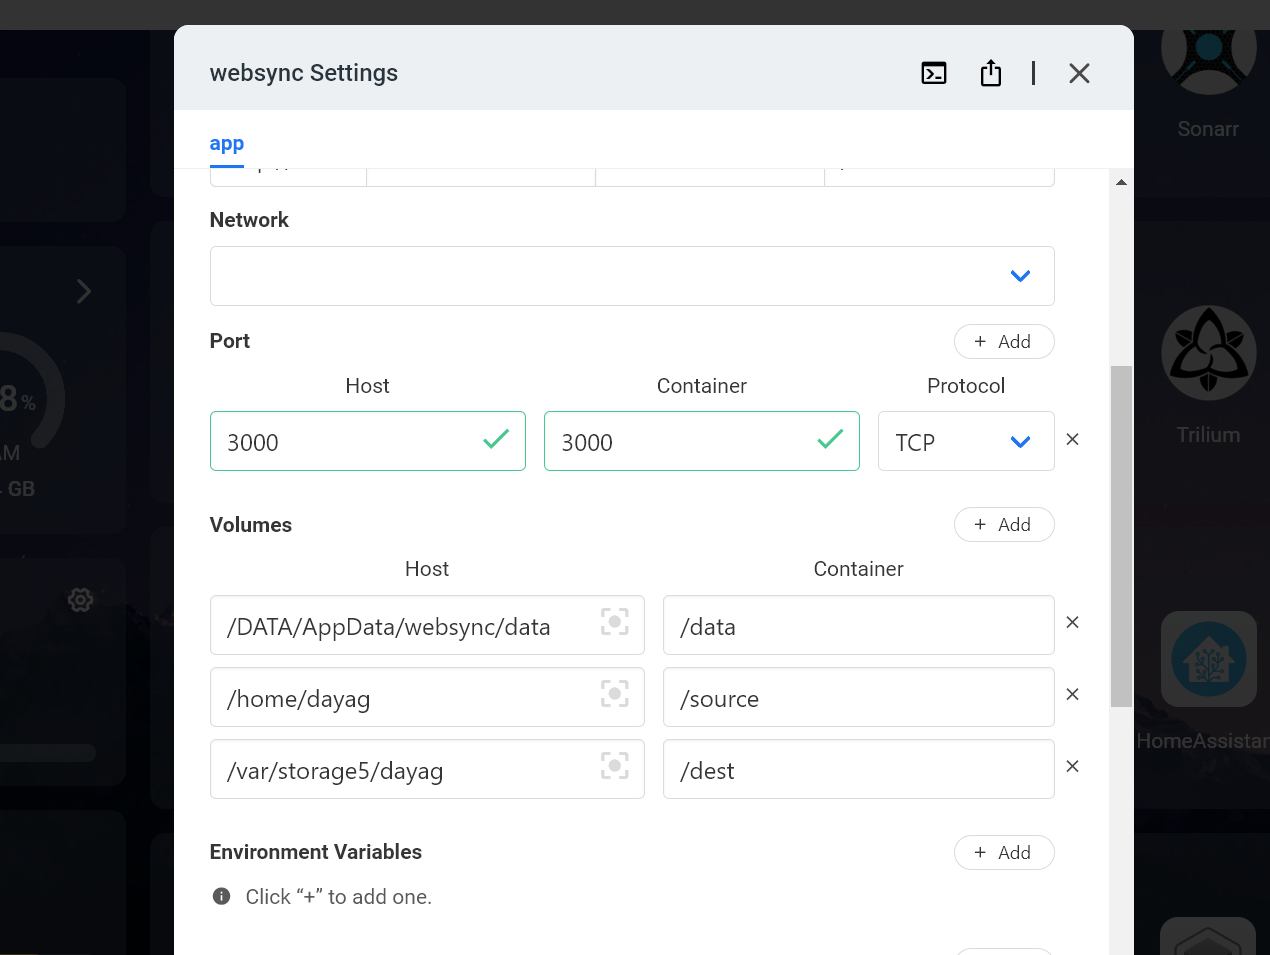 websync Settings
app
Network
Port
+ Add
Host
Container
Protocol
3000
3000
TCP
Volumes
+ Add
Host
Container
/DATA/AppData/websync/data
/data
/home/dayag
/source
/var/storage5/dayag
/dest
Environment Variables
+ Add
Click “+” to add one.
Sonarr
Trilium
HomeAssistan
8%
AM
GB